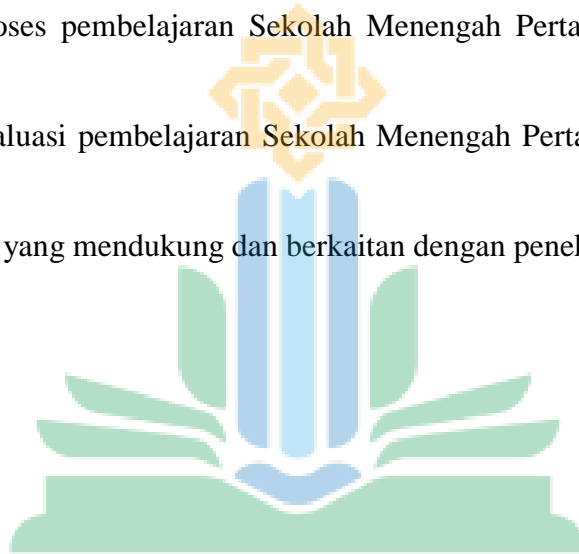 oses pembelajaran Sekolah Menengah Perta
aluasi pembelajaran Sekolah Menengah Perta
yang mendukung dan berkaitan dengan penel